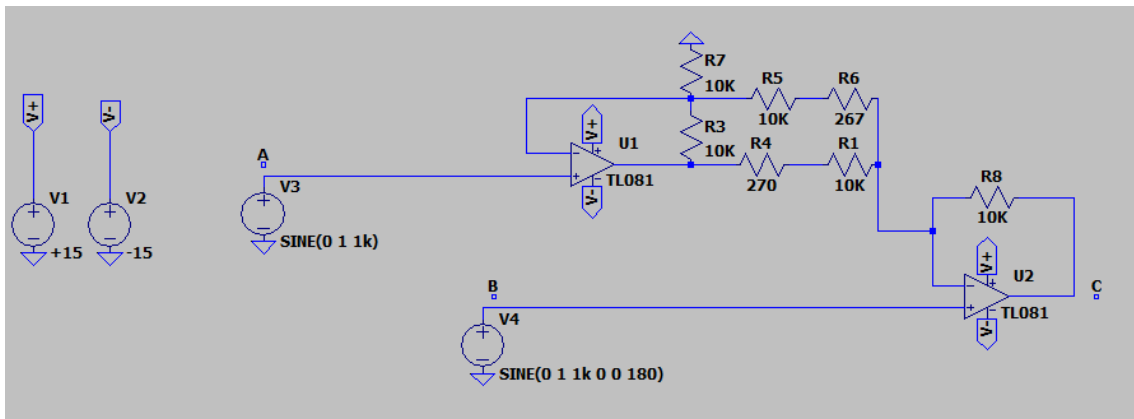 V+
V1
+15
V-
V2
-15
A
V3
SINE(0 1 1k)
V+
U1
TL081
V-
R7
10K
R3
10K
R5
10K
R6
267
R4
270
R1
10K
R8
10K
B
V4
SINE(0 1 1k 0 0 180)
V+
U2
TL081
V-
C